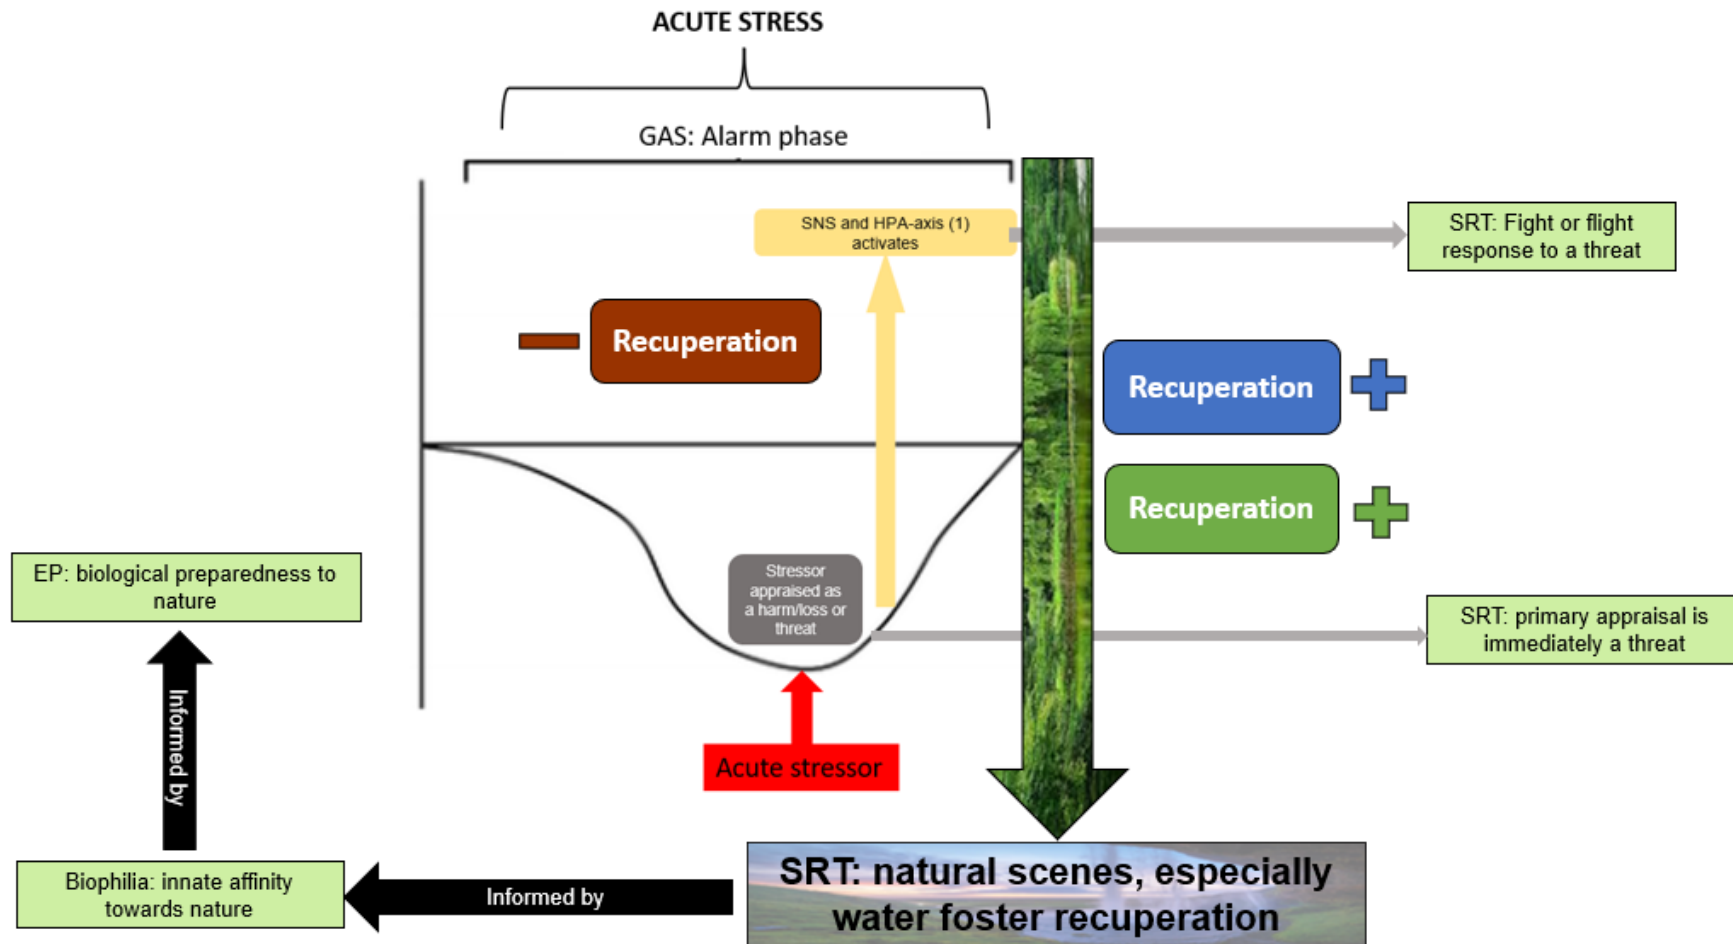 ACUTE STRESS
GAS: Alarm phase
SNS and HPA-axis (1)
activates
SRT: Fight or flight
response to a threat
Recuperation
Recuperation
Recuperation
EP: biological preparedness to
nature
Stressor
appraised as
a harm/loss or
threat
SRT: primary appraisal is
immediately a threat
Informed by
Acute stressor
Biophilia: innate affinity
towards nature
Informed by
SRT: natural scenes, especially
water foster recuperation